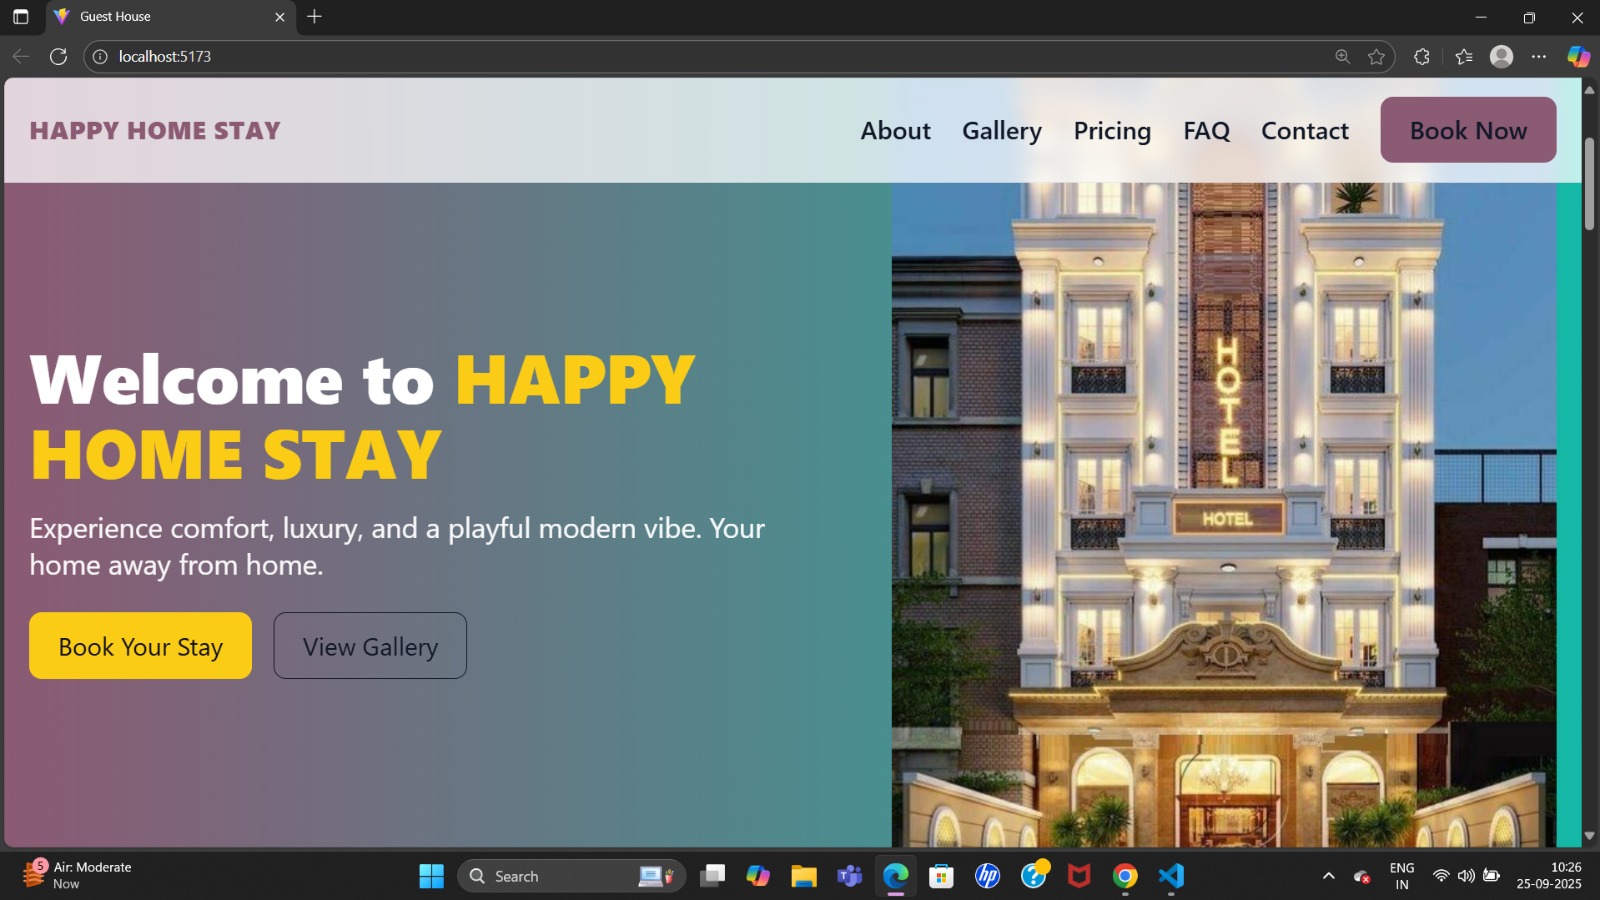 Guest House
localhost:5173
HAPPY HOME STAY
About Gallery Pricing FAQ Contact Book Now
Welcome to HAPPY
HOME STAY
Experience comfort, luxury, and a playful modern vibe. Your
home away from home.
Book Your Stay View Gallery
HOTEL
HOTEL
5
Air: Moderate
Now
Search
hp
ENG
IN
10:26
25-09-2025